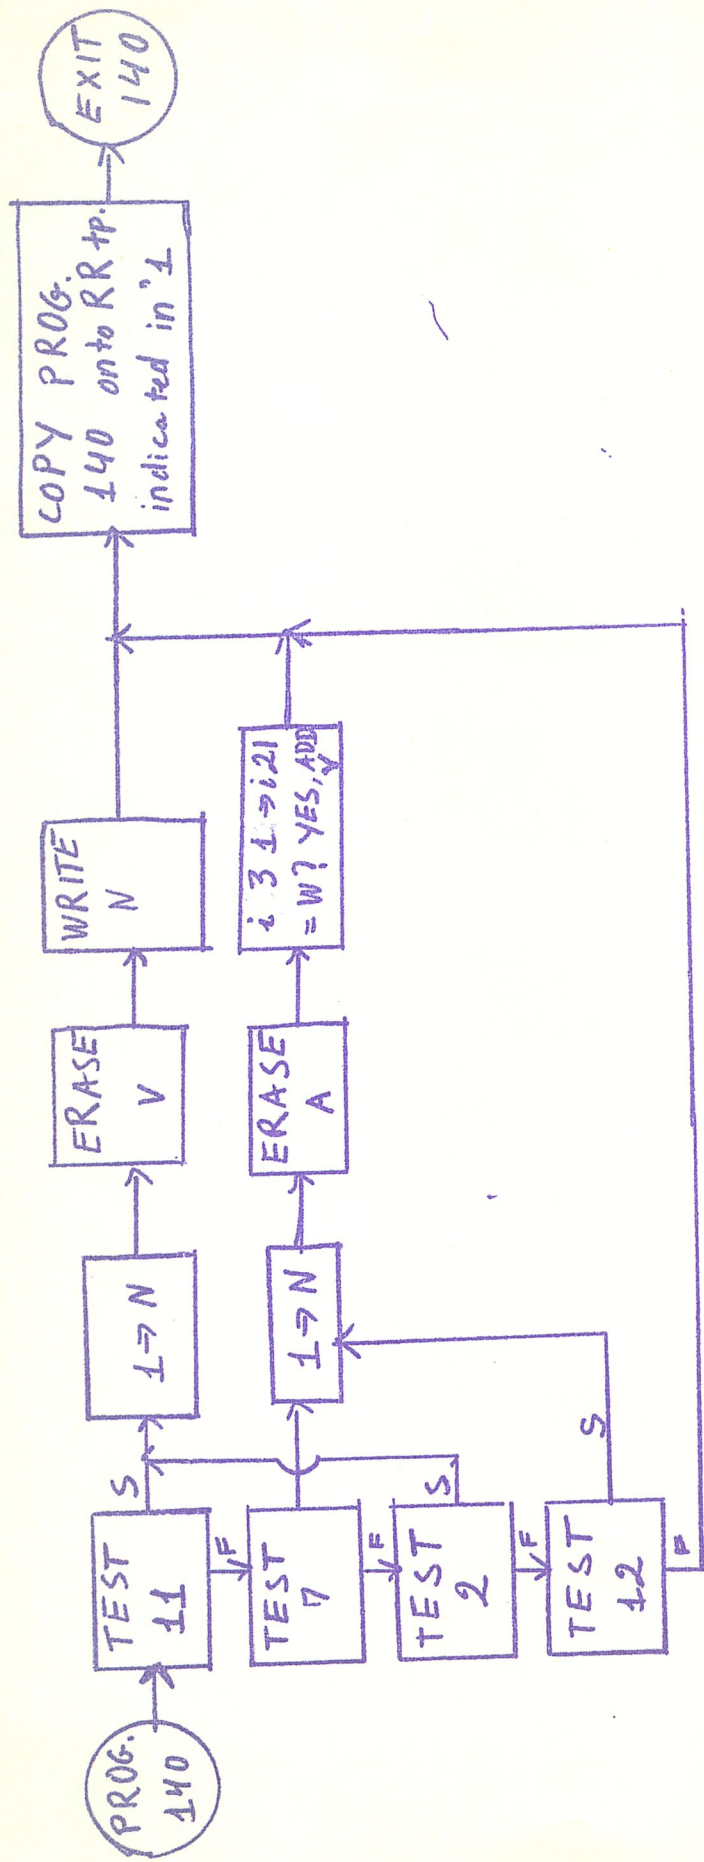 PROG.
140
TEST
11
S
F
TEST
7
F
TEST
2
S
F
TEST
12
S
F
1→N
ERASE
V
WRITE
N
1→N
ERASE
A
i 3 1 → i 21
= W? YES, ADD
V
COPY PROG.
140 onto RR tp.
indicated in '1
EXIT
140